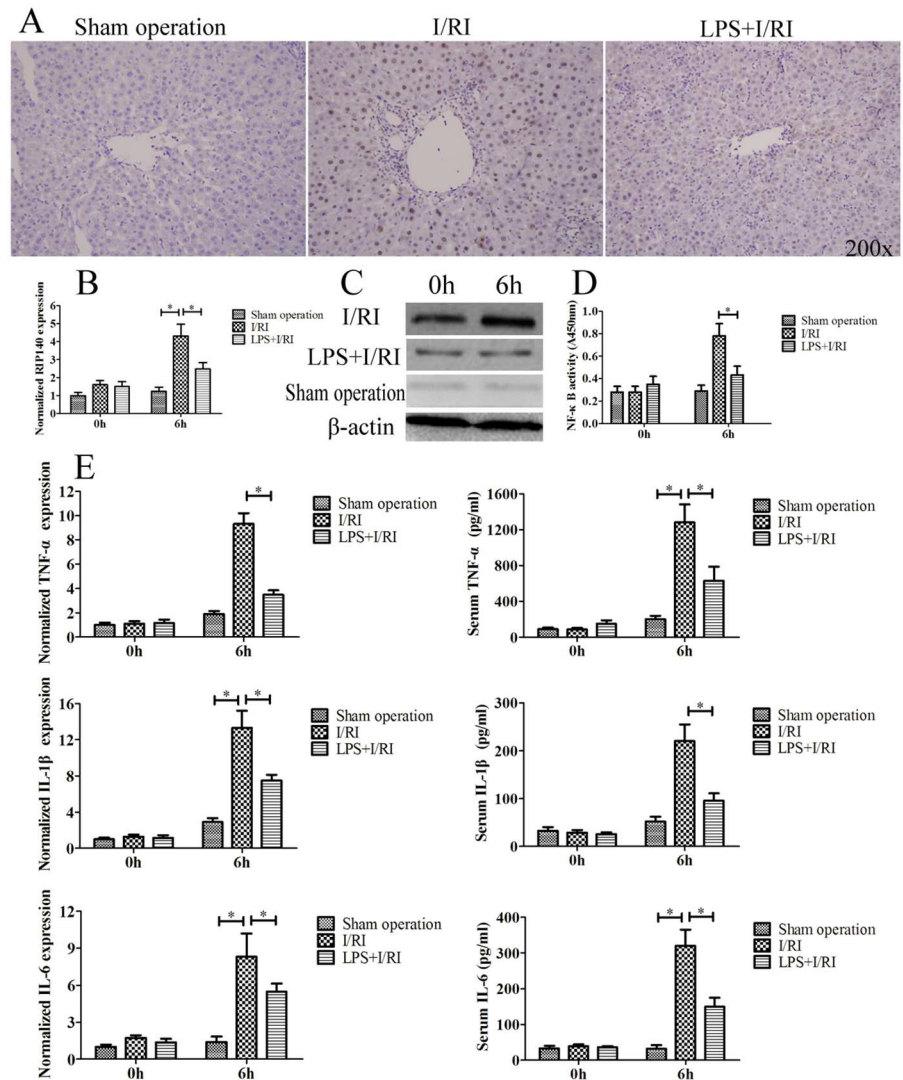 A
Sham operation
I/RI
LPS+I/RI
200x
B
Normalized RIP140 expression
6
5
4
3
2
1
0
* *
0h
6h
Sham operation
I/RI
LPS+I/RI
C
0h
6h
I/RI
LPS+I/RI
Sham operation
β-actin
D
NF-κ B activity (A450nm)
1.0
0.8
0.6
0.4
0.2
0.0
*
0h
6h
Sham operation
I/RI
LPS+I/RI
E
Normalized TNF-α expression
12
10
8
6
4
2
0
*
0h
6h
Sham operation
I/RI
LPS+I/RI
Serum TNF-α (pg/ml)
1600
1200
800
400
0
* *
0h
6h
Sham operation
I/RI
LPS+I/RI
Normalized IL-1β expression
16
12
8
4
0
* *
0h
6h
Sham operation
I/RI
LPS+I/RI
Serum IL-1β (pg/ml)
300
200
100
0
*
0h
6h
Sham operation
I/RI
LPS+I/RI
Normalized IL-6 expression
12
9
6
3
0
* *
0h
6h
Sham operation
I/RI
LPS+I/RI
Serum IL-6 (pg/ml)
400
300
200
100
0
* *
0h
6h
Sham operation
I/RI
LPS+I/RI